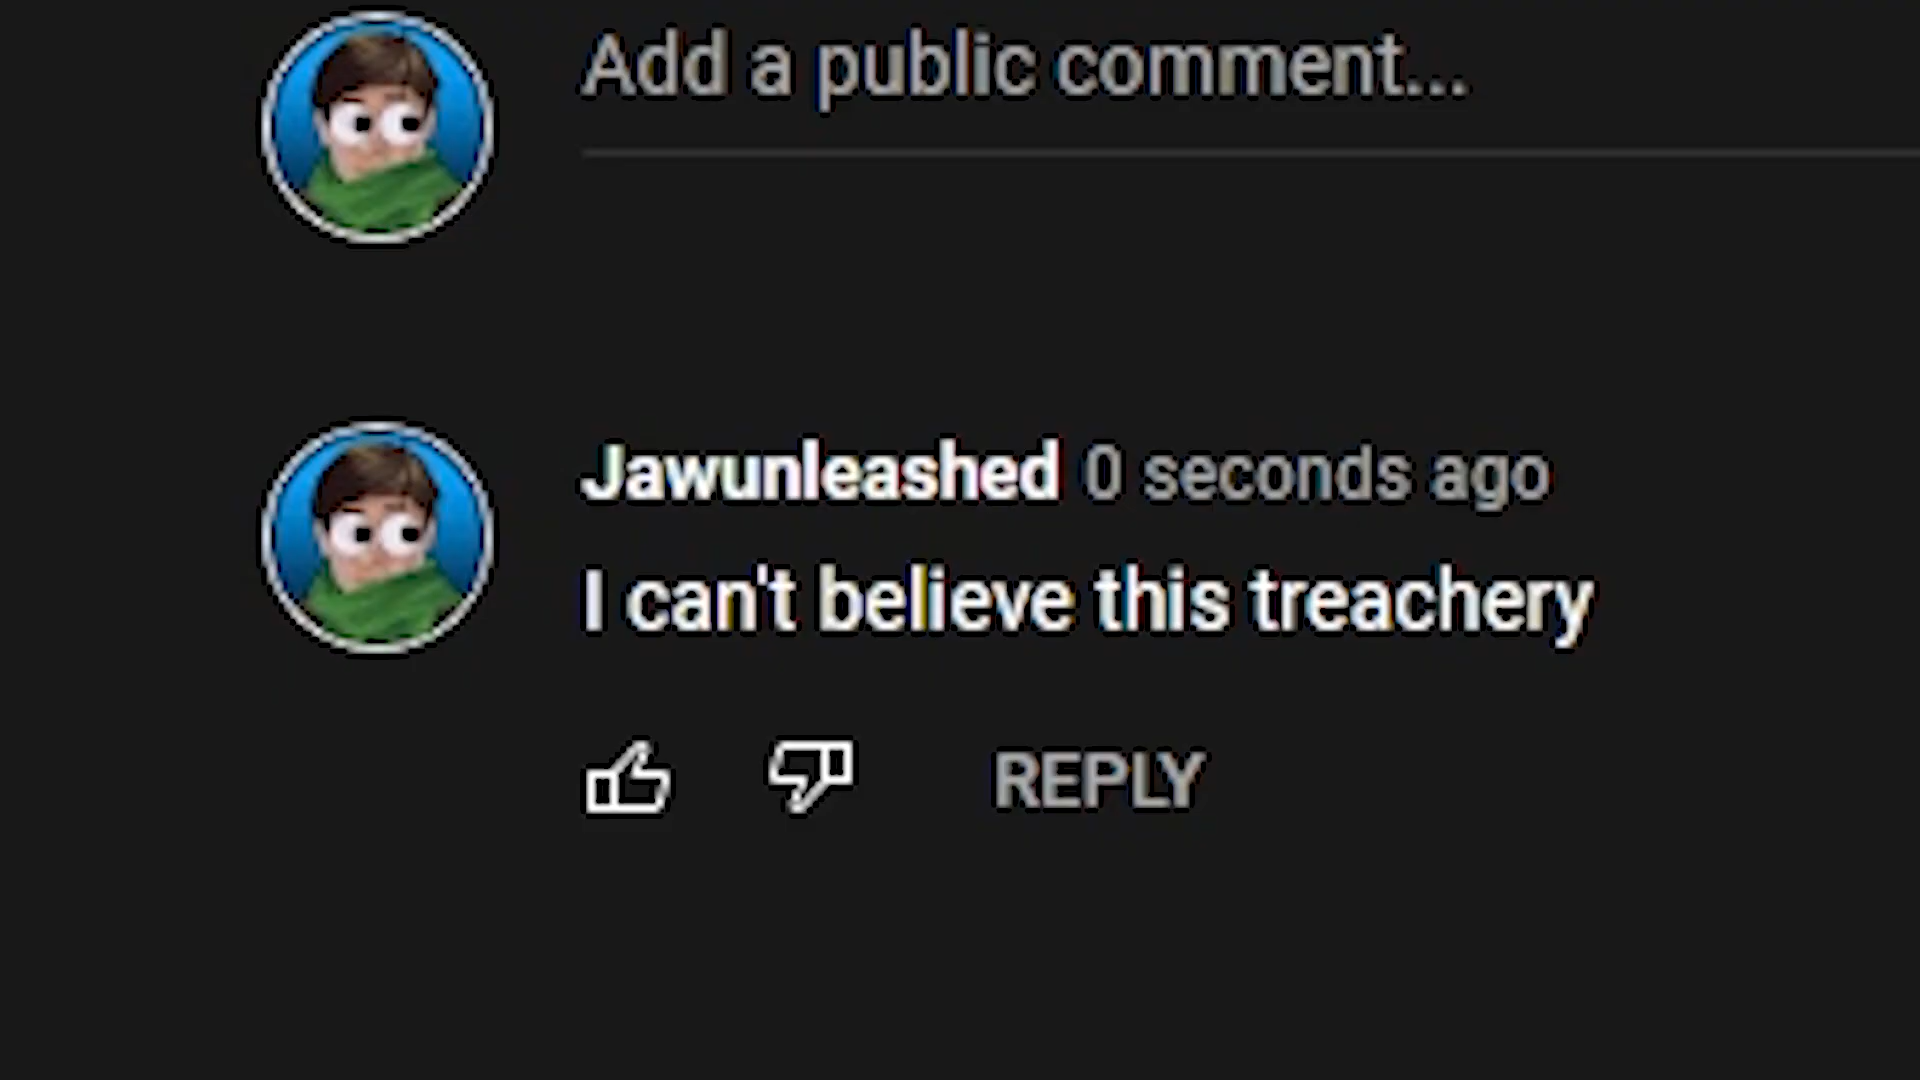 Add a public comment...
Jawunleashed 0 seconds ago
I can't believe this treachery
REPLY